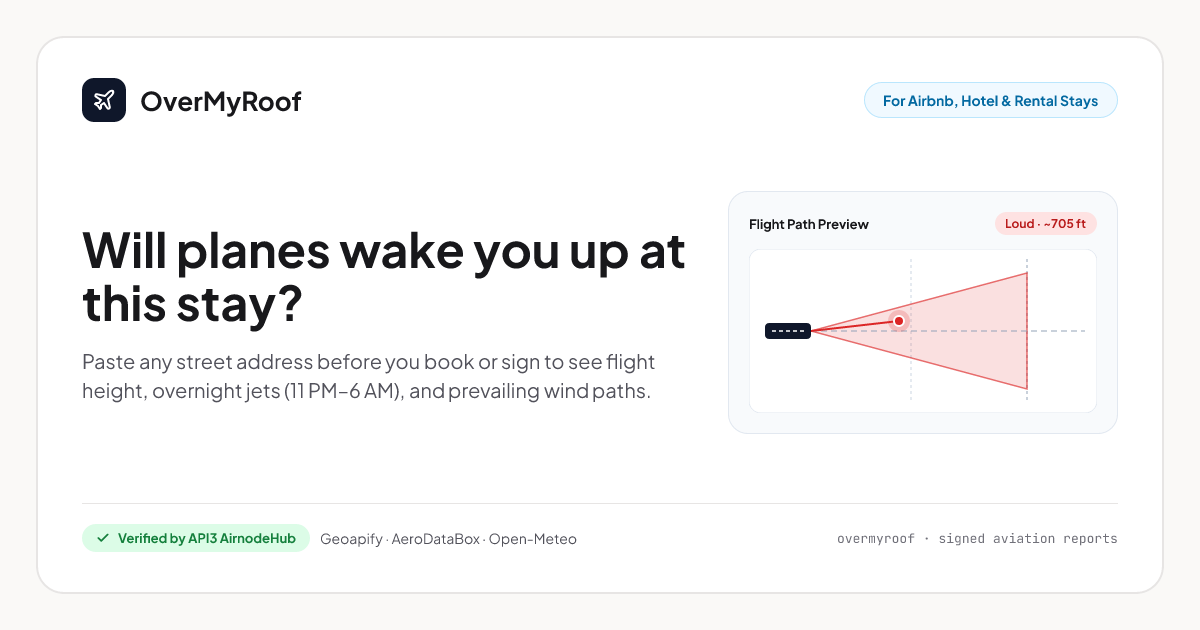 OverMyRoof
For Airbnb, Hotel & Rental Stays
Will planes wake you up at
this stay?
Paste any street address before you book or sign to see flight
height, overnight jets (11 PM–6 AM), and prevailing wind paths.
Flight Path Preview
Loud · ~705 ft
Verified by API3 AirnodeHub
Geoapify · AeroDataBox · Open-Meteo
overmyroof · signed aviation reports